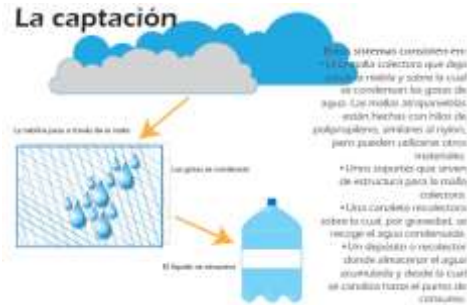 La captación
Estos sistemas consisten en:
• Una malla colectora que deja
pasar la niebla y sobre la cual
se condensan las gotas de
agua. Las mallas atrapanieblas
están hechas con hilos de
polipropileno, similares al nylon,
pero pueden utilizarse otros
materiales.
• Unos soportes que sirven
de estructura para la malla
colectora.
• Una canaleta recolectora
sobre la cual, por gravedad, se
recoge el agua condensada.
• Un depósito o recolector
donde almacenar el agua
acumulada y desde la cual
se canaliza hacia el punto de
consumo.
La neblina pasa a través de la malla
Las gotas se condensan
El líquido se almacena